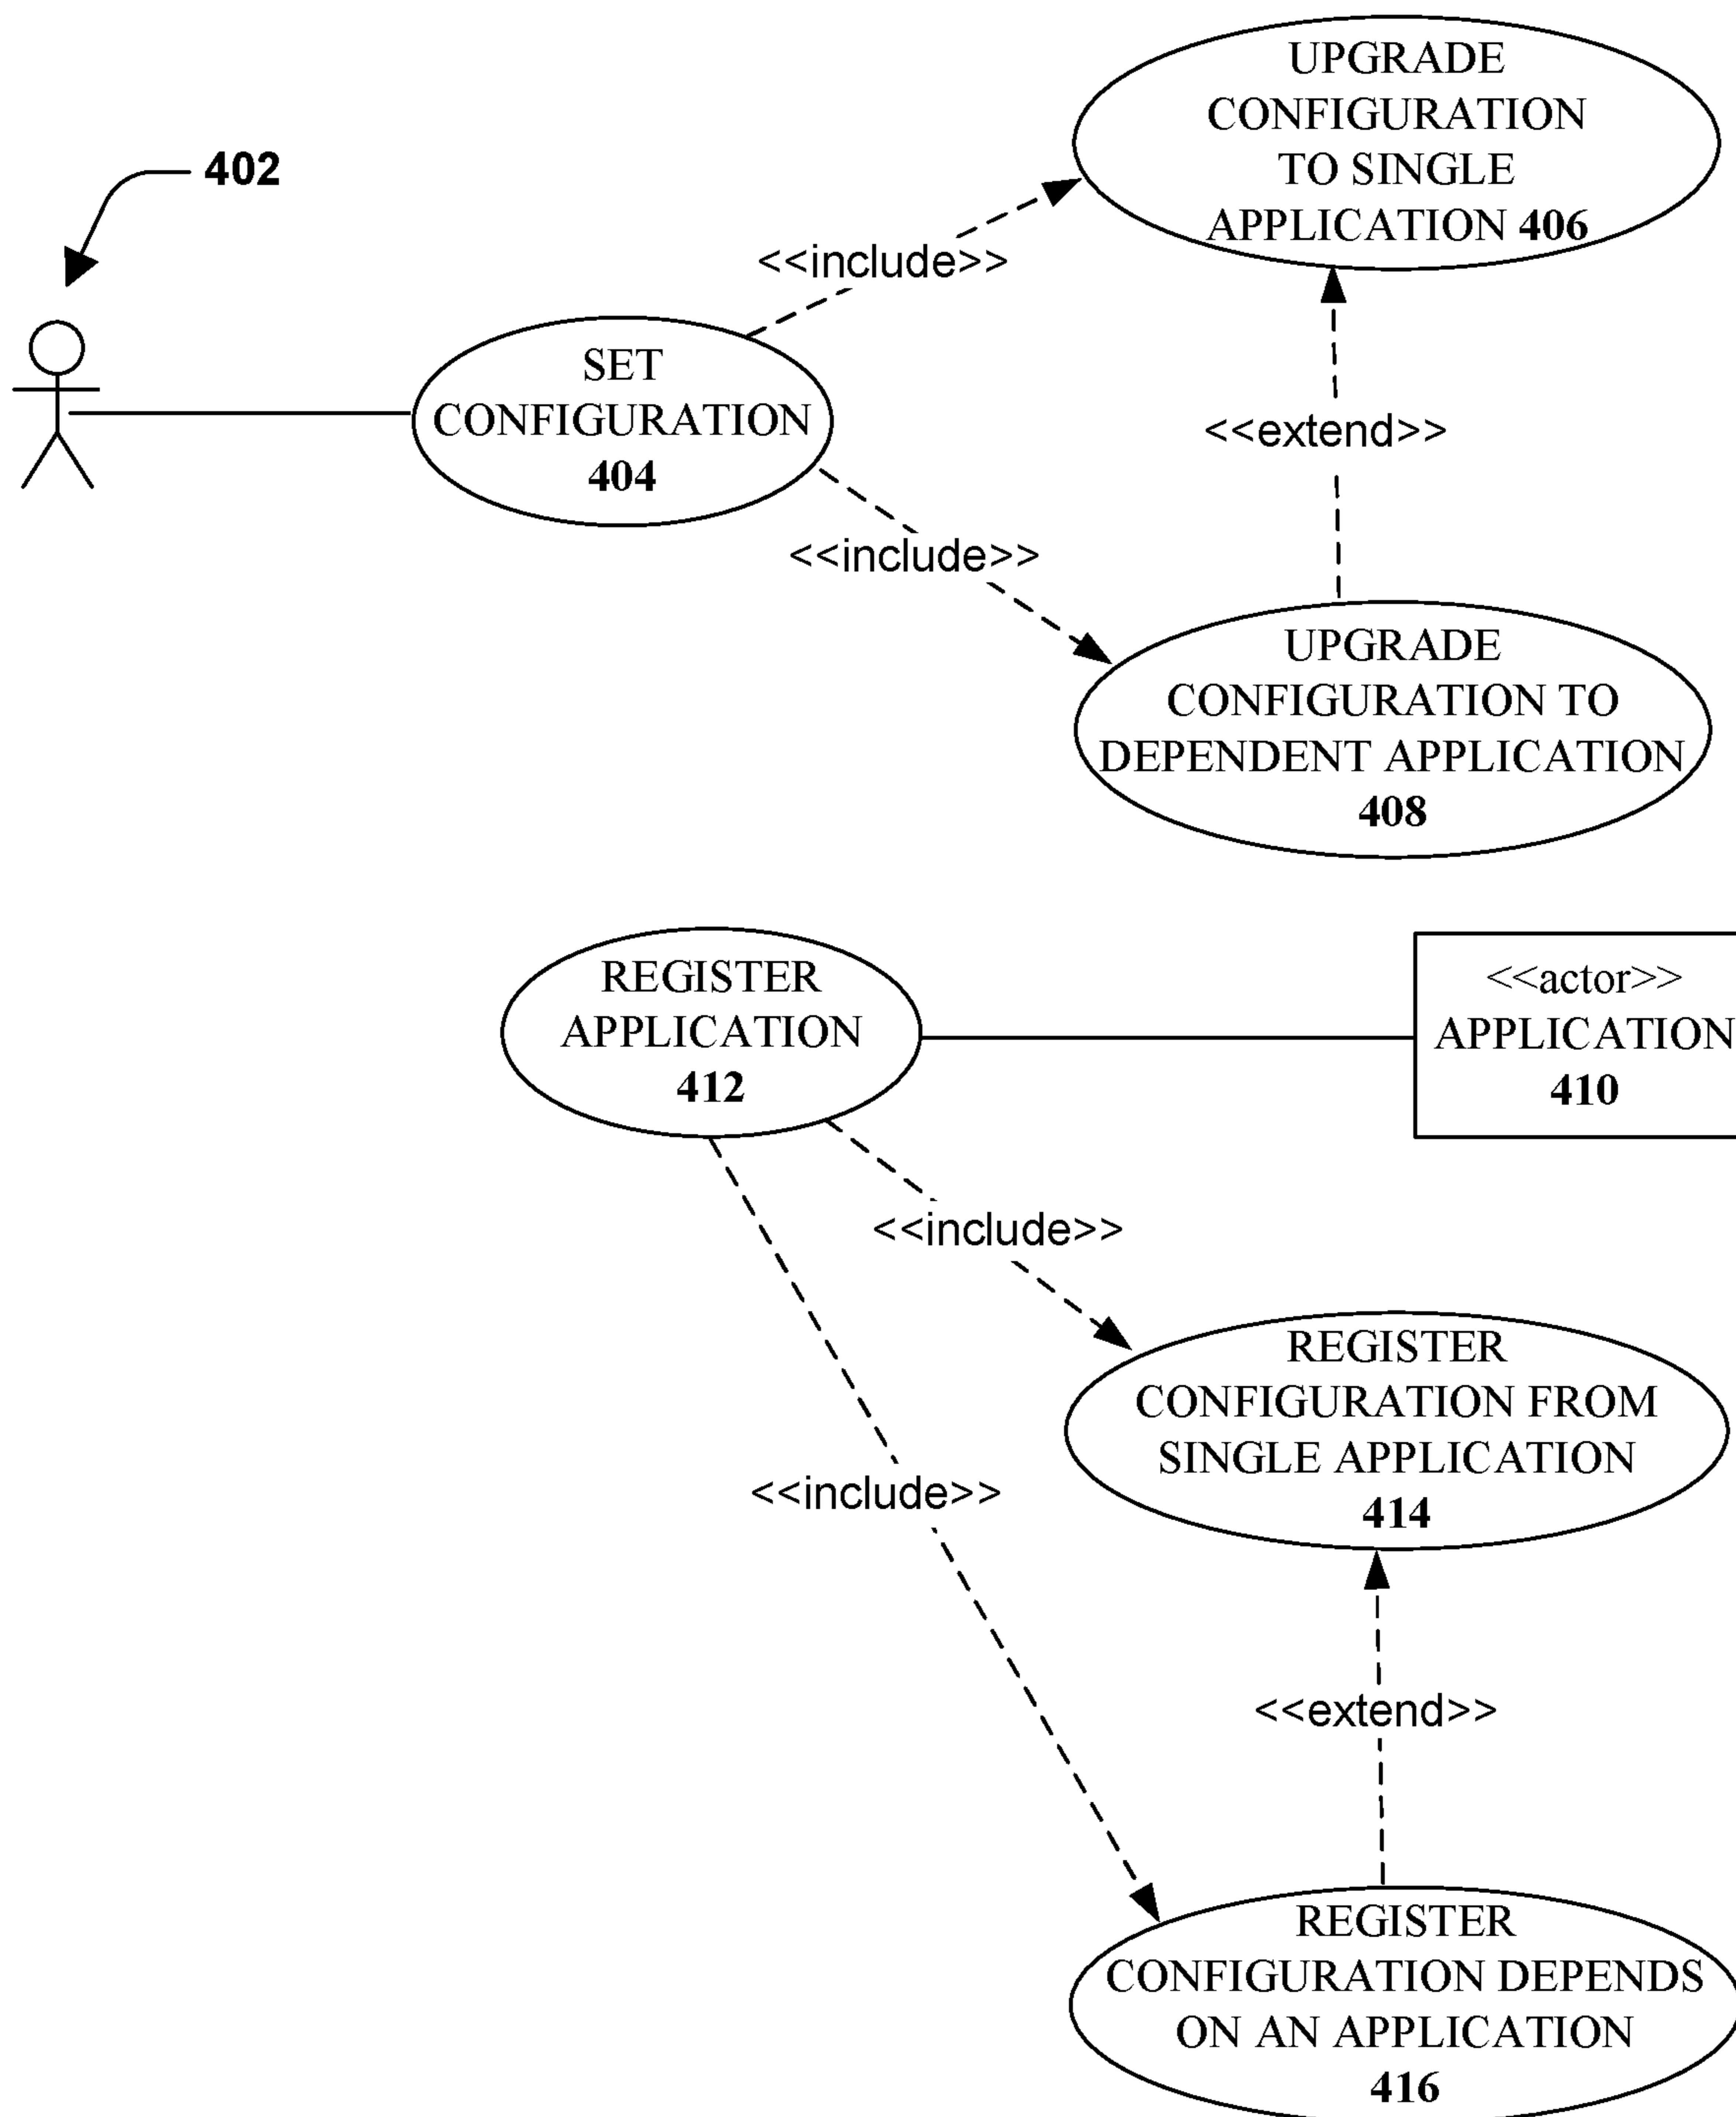 UPGRADE
CONFIGURATION
TO SINGLE
APPLICATION 406
402
<<include>>
SET
CONFIGURATION
404
<<extend>>
<<include>>
UPGRADE
CONFIGURATION TO
DEPENDENT APPLICATION
408
REGISTER
APPLICATION
412
<<actor>>
APPLICATION
410
<<include>>
REGISTER
CONFIGURATION FROM
SINGLE APPLICATION
414
<<include>>
<<extend>>
REGISTER
CONFIGURATION DEPENDS
ON AN APPLICATION
416